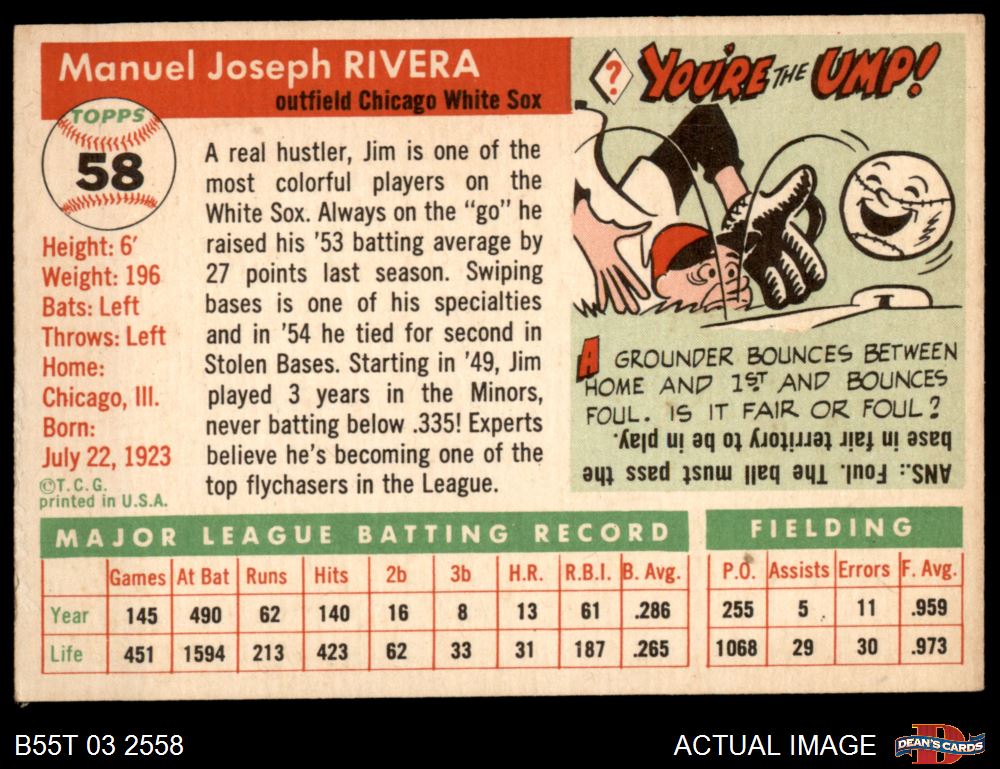 Manuel Joseph RIVERA
outfield Chicago White Sox
TOPPS
58
Height: 6'
Weight: 196
Bats: Left
Throws: Left
Home:
Chicago, Ill.
Born:
July 22, 1923
©T.C.G.
printed in U.S.A.
A real hustler, Jim is one of the
most colorful players on the
White Sox. Always on the "go" he
raised his '53 batting average by
27 points last season. Swiping
bases is one of his specialties
and in '54 he tied for second in
Stolen Bases. Starting in '49, Jim
played 3 years in the Minors,
never batting below .335! Experts
believe he's becoming one of the
top flychasers in the League.
? YOU'RE THE UMP!
A GROUNDER BOUNCES BETWEEN
HOME AND 1ST AND BOUNCES
FOUL. IS IT FAIR OR FOUL?
ANS.: Foul. The ball must pass the
base in fair territory to be in play.
MAJOR LEAGUE BATTING RECORD
Games At Bat Runs Hits 2b 3b H.R. R.B.I. B. Avg.
Year 145 490 62 140 16 8 13 61 .286
Life 451 1594 213 423 62 33 31 187 .265
FIELDING
P.O. Assists Errors F. Avg.
255 5 11 .959
1068 29 30 .973
B55T 03 2558
ACTUAL IMAGE
D
DEAN'S CARDS